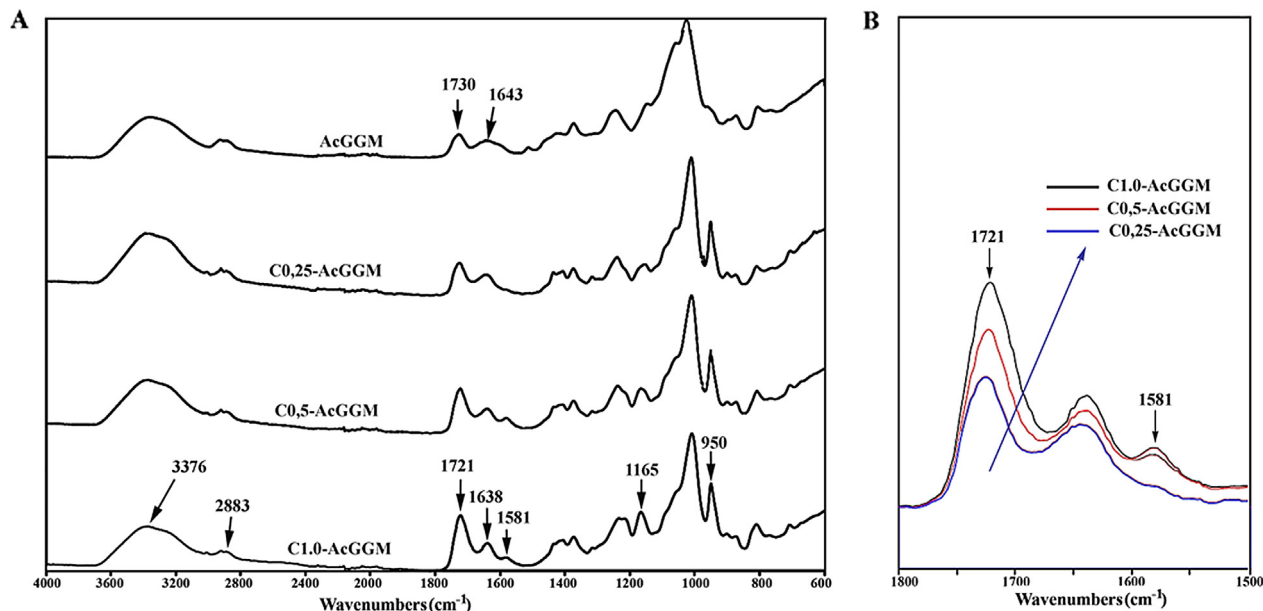 A
1730
1643
AcGGM
C0,25-AcGGM
C0,5-AcGGM
3376
2883
1721
1638
1581
1165
950
C1.0-AcGGM
4000 3600 3200 2800 2400 2000 1600 1400 1200 1000 800 600
Wavenumbers (cm-1)
B
C1.0-AcGGM
C0,5-AcGGM
C0,25-AcGGM
1721
1581
1800 1700 1600 1500
Wavenumbers (cm-1)